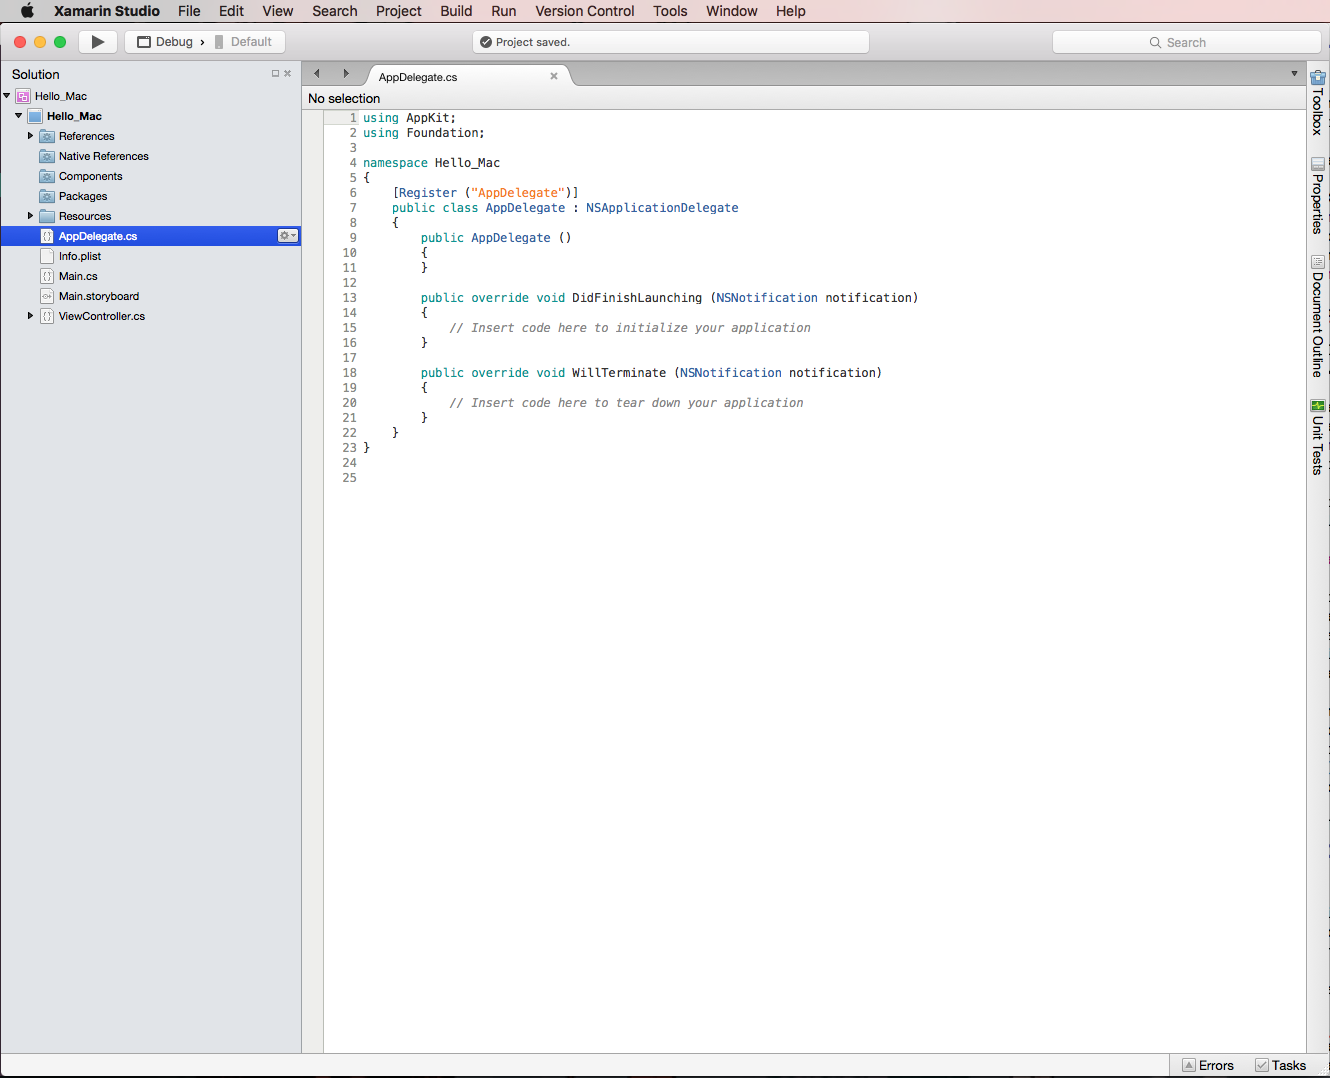 Xamarin Studio File Edit View Search Project Build Run Version Control Tools Window Help
Debug › Default
Project saved.
Search
Solution
Hello_Mac
Hello_Mac
References
Native References
Components
Packages
Resources
AppDelegate.cs
Info.plist
Main.cs
Main.storyboard
ViewController.cs
AppDelegate.cs
No selection
1 using AppKit;
2 using Foundation;
3
4 namespace Hello_Mac
5 {
6     [Register ("AppDelegate")]
7     public class AppDelegate : NSApplicationDelegate
8     {
9         public AppDelegate ()
10         {
11         }
12
13         public override void DidFinishLaunching (NSNotification notification)
14         {
15             // Insert code here to initialize your application
16         }
17
18         public override void WillTerminate (NSNotification notification)
19         {
20             // Insert code here to tear down your application
21         }
22     }
23 }
24
25
Toolbox
Properties
Document Outline
Unit Tests
Errors Tasks